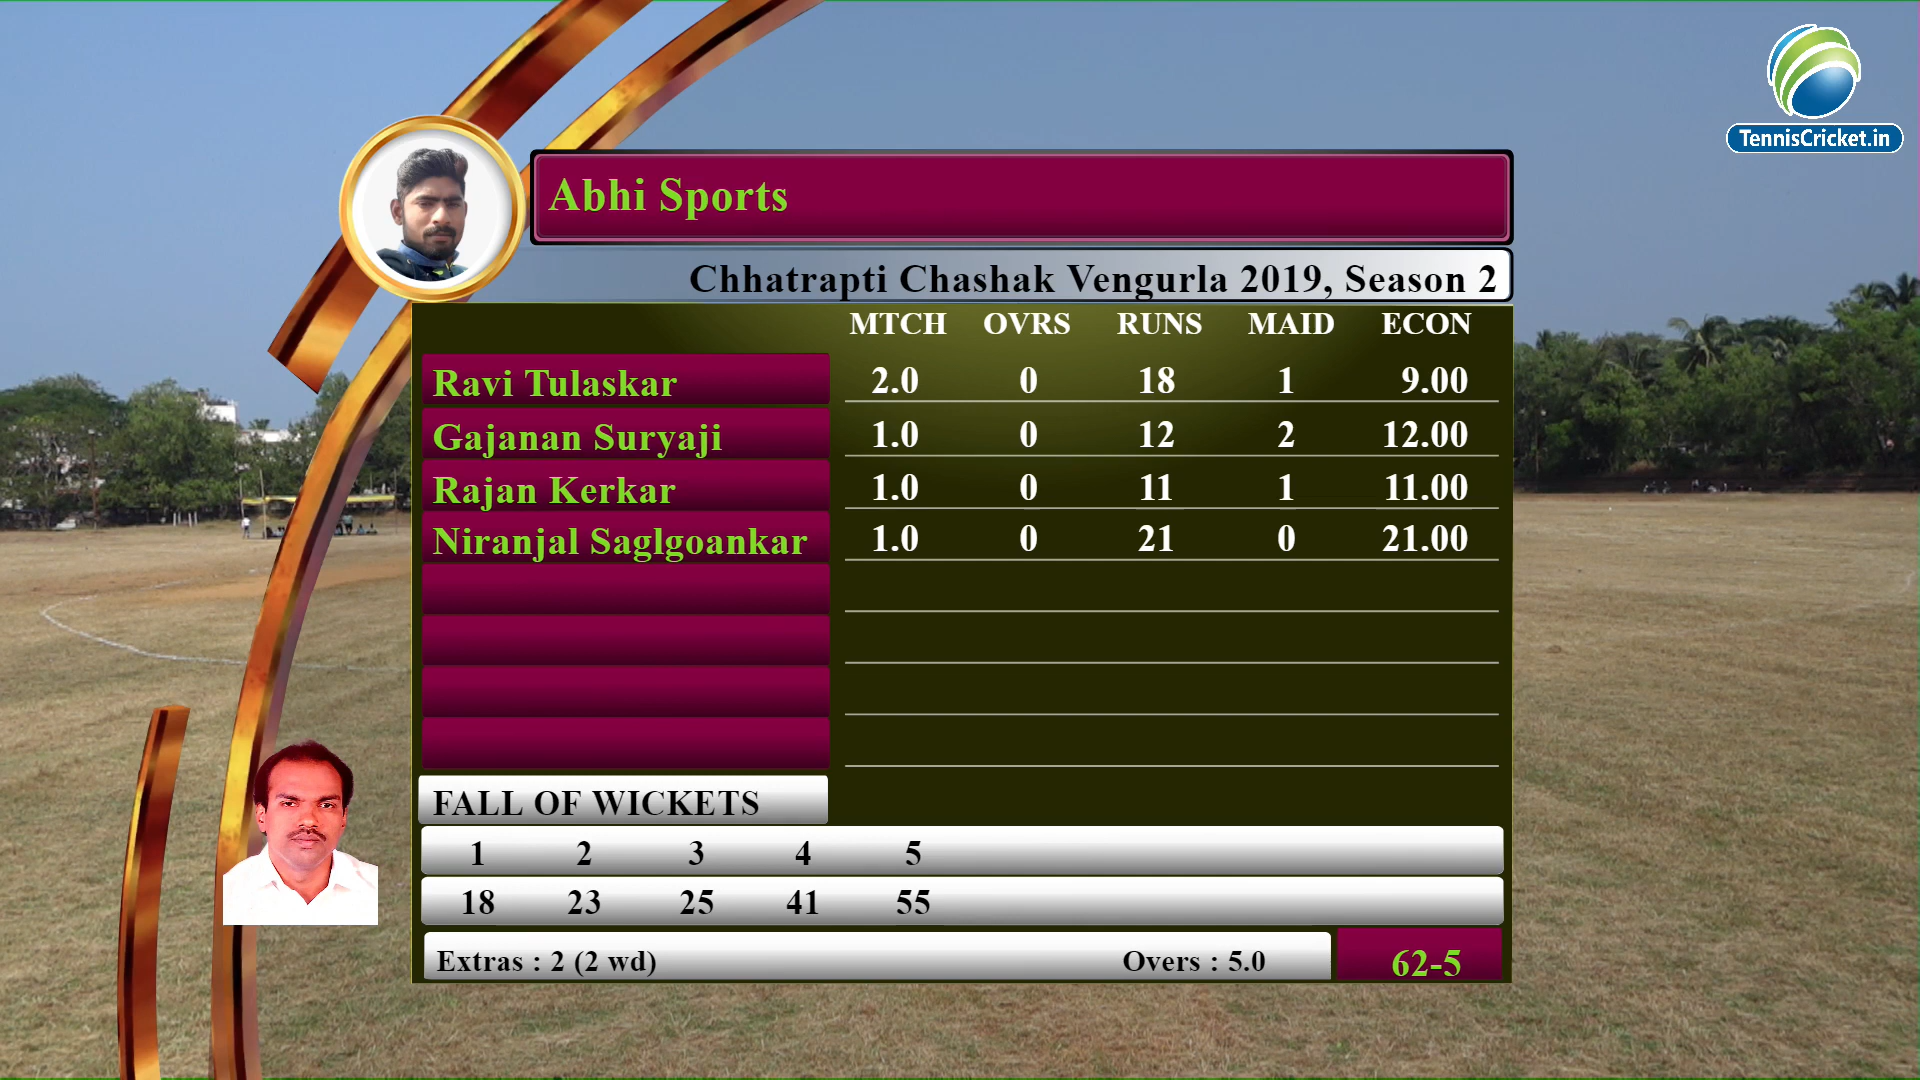 TennisCricket.in
Abhi Sports
Chhatrapti Chashak Vengurla 2019, Season 2
MTCH OVRS RUNS MAID ECON
Ravi Tulaskar 2.0 0 18 1 9.00
Gajanan Suryaji 1.0 0 12 2 12.00
Rajan Kerkar 1.0 0 11 1 11.00
Niranjal Saglgoankar 1.0 0 21 0 21.00
FALL OF WICKETS
1 2 3 4 5
18 23 25 41 55
Extras : 2 (2 wd) Overs : 5.0 62-5